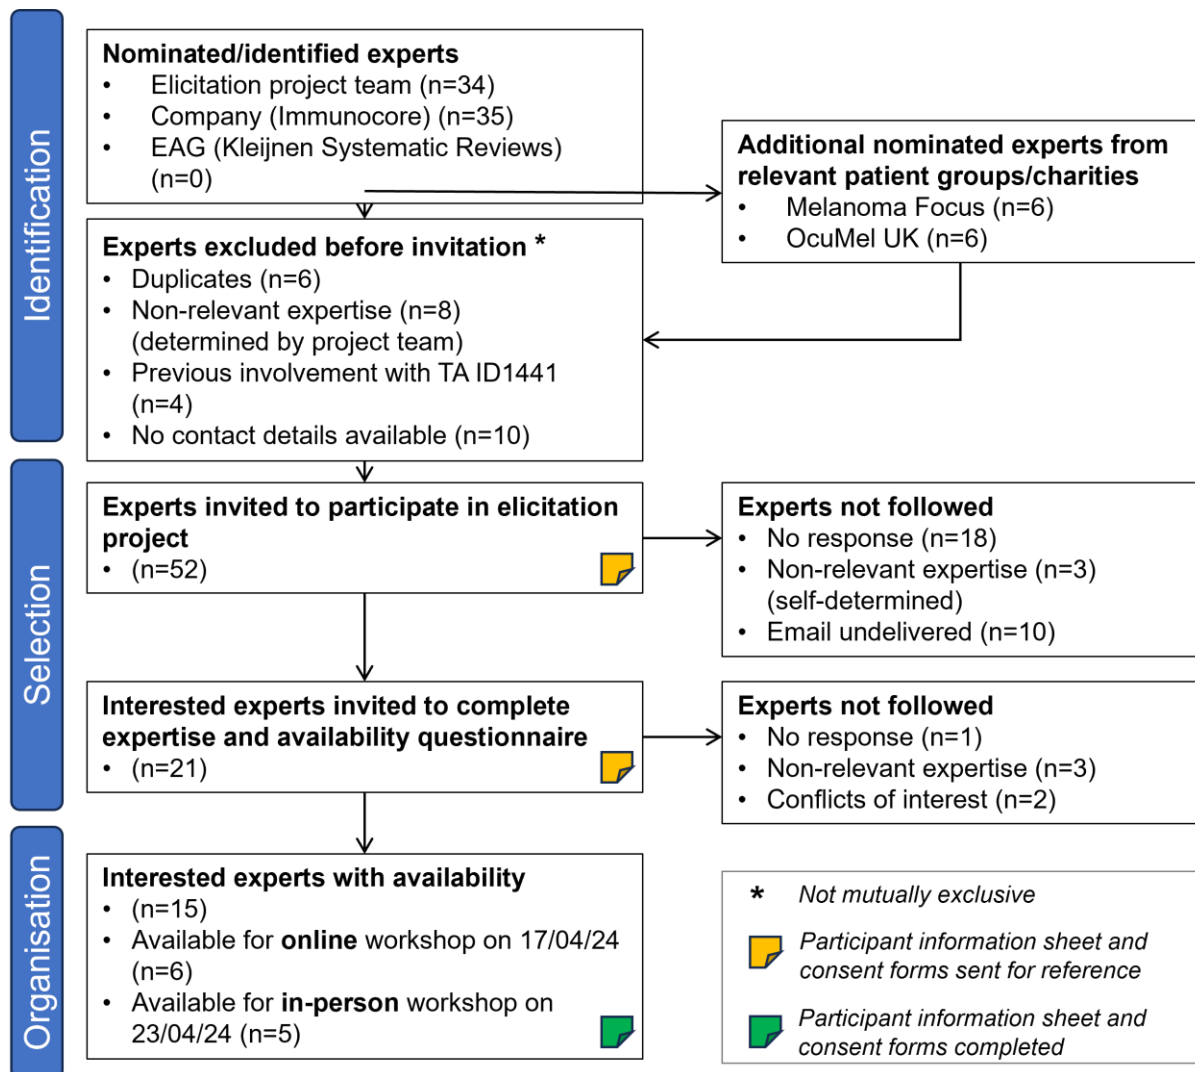 Identification
Nominated/identified experts
• Elicitation project team (n=34)
• Company (Immunocore) (n=35)
• EAG (Kleijnen Systematic Reviews)
(n=0)
Additional nominated experts from
relevant patient groups/charities
• Melanoma Focus (n=6)
• OcuMel UK (n=6)
Experts excluded before invitation *
• Duplicates (n=6)
• Non-relevant expertise (n=8)
(determined by project team)
• Previous involvement with TA ID1441
(n=4)
• No contact details available (n=10)
Selection
Experts invited to participate in elicitation
project
• (n=52)
Experts not followed
• No response (n=18)
• Non-relevant expertise (n=3)
(self-determined)
• Email undelivered (n=10)
Interested experts invited to complete
expertise and availability questionnaire
• (n=21)
Experts not followed
• No response (n=1)
• Non-relevant expertise (n=3)
• Conflicts of interest (n=2)
Organisation
Interested experts with availability
• (n=15)
• Available for online workshop on 17/04/24
(n=6)
• Available for in-person workshop on
23/04/24 (n=5)
* Not mutually exclusive
Participant information sheet and
consent forms sent for reference
Participant information sheet and
consent forms completed